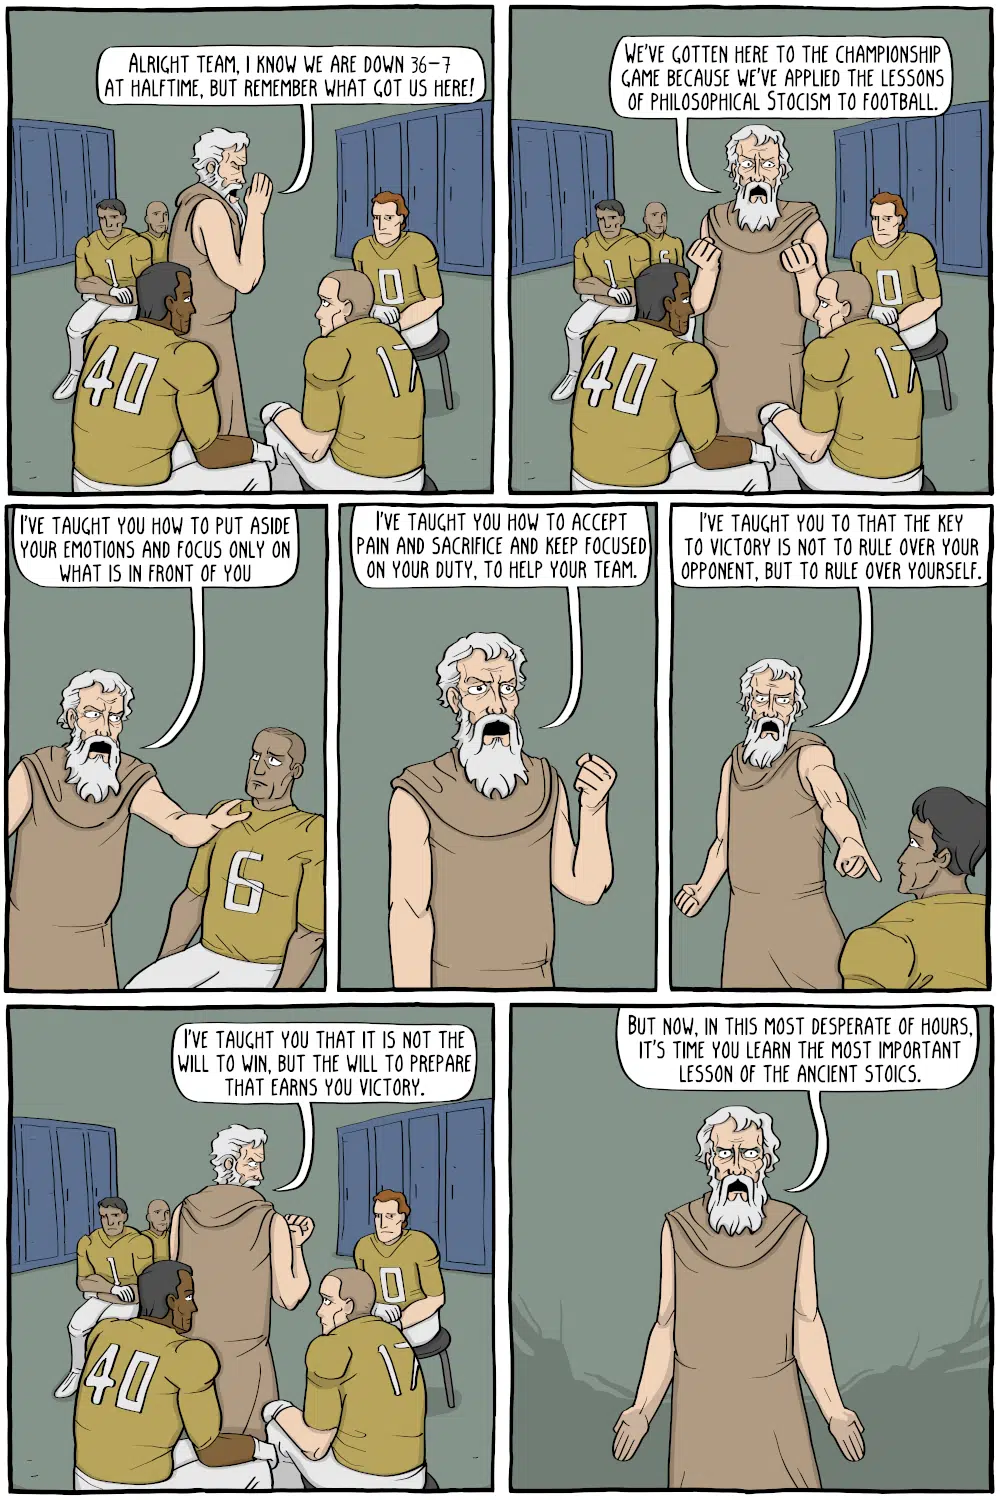 ALRIGHT TEAM, I KNOW WE ARE DOWN 36-7
AT HALFTIME, BUT REMEMBER WHAT GOT US HERE!
1
0
40
17
WE'VE GOTTEN HERE TO THE CHAMPIONSHIP
GAME BECAUSE WE'VE APPLIED THE LESSONS
OF PHILOSOPHICAL STOCISM TO FOOTBALL.
1
6
0
40
17
I'VE TAUGHT YOU HOW TO PUT ASIDE
YOUR EMOTIONS AND FOCUS ONLY ON
WHAT IS IN FRONT OF YOU
6
I'VE TAUGHT YOU HOW TO ACCEPT
PAIN AND SACRIFICE AND KEEP FOCUSED
ON YOUR DUTY, TO HELP YOUR TEAM.
I'VE TAUGHT YOU TO THAT THE KEY
TO VICTORY IS NOT TO RULE OVER YOUR
OPPONENT, BUT TO RULE OVER YOURSELF.
I'VE TAUGHT YOU THAT IT IS NOT THE
WILL TO WIN, BUT THE WILL TO PREPARE
THAT EARNS YOU VICTORY.
1
0
40
17
BUT NOW, IN THIS MOST DESPERATE OF HOURS,
IT'S TIME YOU LEARN THE MOST IMPORTANT
LESSON OF THE ANCIENT STOICS.